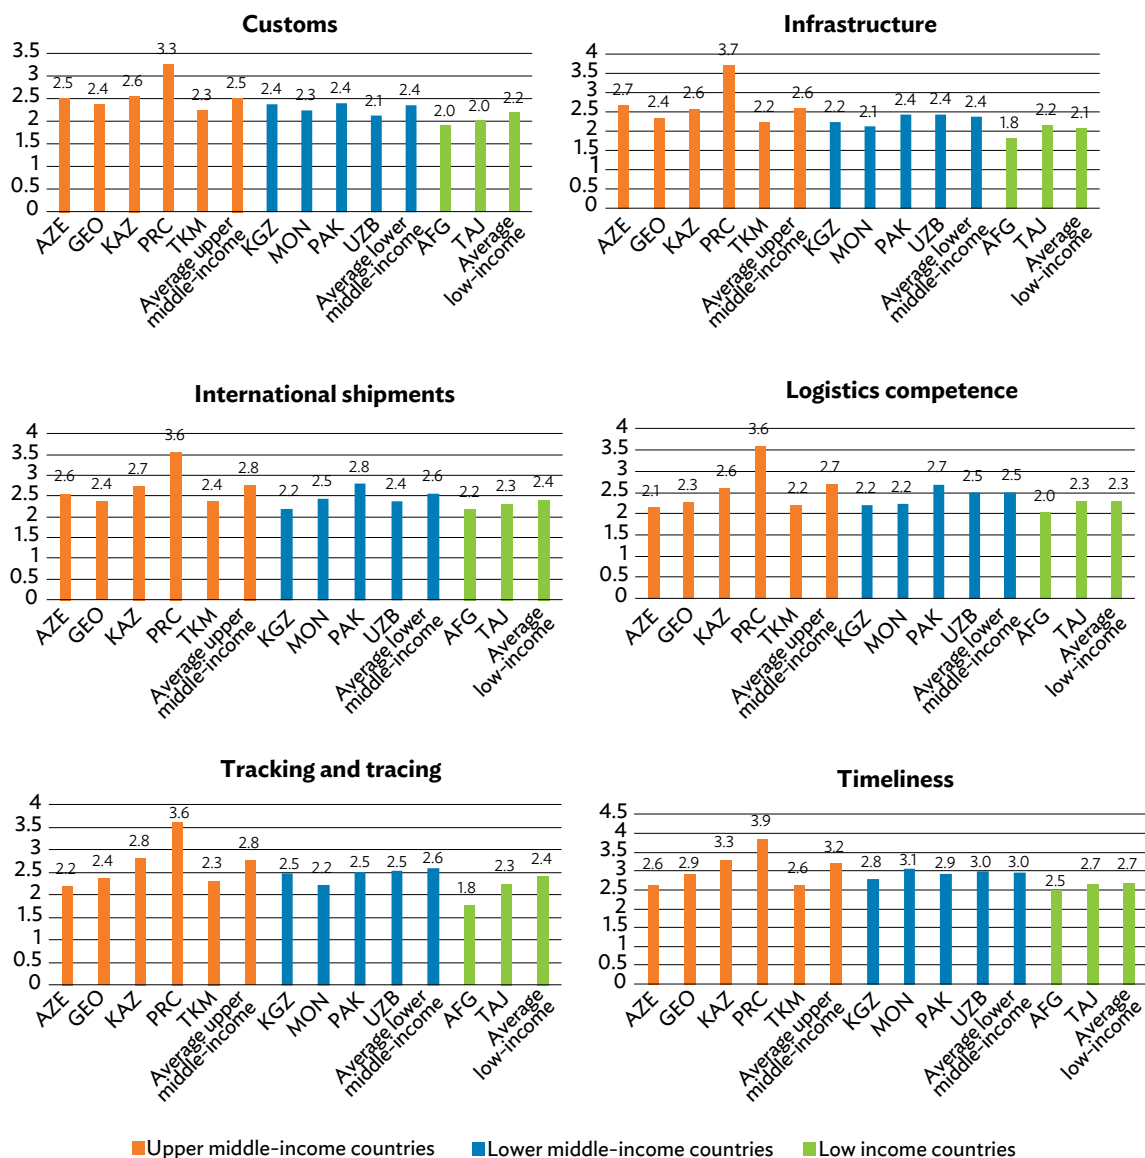 Customs
3.5
3
2.5
2
1.5
1
0.5
0
2.5
2.4
2.6
3.3
2.3
2.5
2.4
2.3
2.4
2.1
2.4
2.0
2.0
2.2
AZE
GEO
KAZ
PRC
TKM
Average upper
middle-income
KGZ
MON
PAK
UZB
Average lower
middle-income
AFG
TAJ
Average
low-income
Infrastructure
4
3.5
3
2.5
2
1.5
1
0.5
0
2.7
2.4
2.6
3.7
2.2
2.6
2.2
2.1
2.4
2.4
2.4
1.8
2.2
2.1
AZE
GEO
KAZ
PRC
TKM
Average upper
middle-income
KGZ
MON
PAK
UZB
Average lower
middle-income
AFG
TAJ
Average
low-income
International shipments
4
3.5
3
2.5
2
1.5
1
0.5
0
2.6
2.4
2.7
3.6
2.4
2.8
2.2
2.5
2.8
2.4
2.6
2.2
2.3
2.4
AZE
GEO
KAZ
PRC
TKM
Average upper
middle-income
KGZ
MON
PAK
UZB
Average lower
middle-income
AFG
TAJ
Average
low-income
Logistics competence
4
3.5
3
2.5
2
1.5
1
0.5
0
2.1
2.3
2.6
3.6
2.2
2.7
2.2
2.2
2.7
2.5
2.5
2.0
2.3
2.3
AZE
GEO
KAZ
PRC
TKM
Average upper
middle-income
KGZ
MON
PAK
UZB
Average lower
middle-income
AFG
TAJ
Average
low-income
Tracking and tracing
4
3.5
3
2.5
2
1.5
1
0.5
0
2.2
2.4
2.8
3.6
2.3
2.8
2.5
2.2
2.5
2.5
2.6
1.8
2.3
2.4
AZE
GEO
KAZ
PRC
TKM
Average upper
middle-income
KGZ
MON
PAK
UZB
Average lower
middle-income
AFG
TAJ
Average
low-income
Timeliness
4.5
4
3.5
3
2.5
2
1.5
1
0.5
0
2.6
2.9
3.3
3.9
2.6
3.2
2.8
3.1
2.9
3.0
3.0
2.5
2.7
2.7
AZE
GEO
KAZ
PRC
TKM
Average upper
middle-income
KGZ
MON
PAK
UZB
Average lower
middle-income
AFG
TAJ
Average
low-income
Upper middle-income countries
Lower middle-income countries
Low income countries